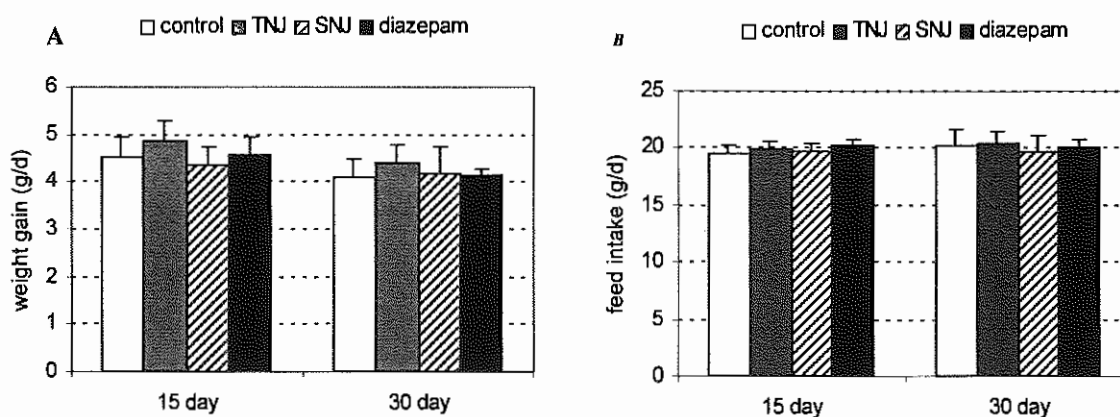 A
control TNJ SNJ diazepam
6
5
4
3
2
1
0
weight gain (g/d)
15 day 30 day
B
control TNJ SNJ diazepam
25
20
15
10
5
0
feed intake (g/d)
15 day 30 day